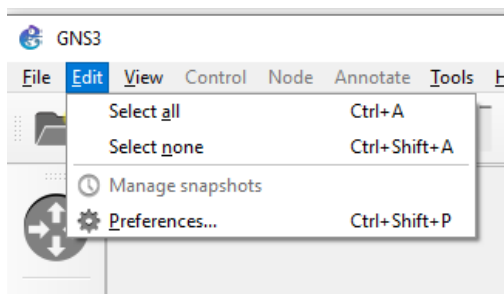 GNS3
File Edit View Control Node Annotate Tools
Select all Ctrl+A
Select none Ctrl+Shift+A
Manage snapshots
Preferences... Ctrl+Shift+P